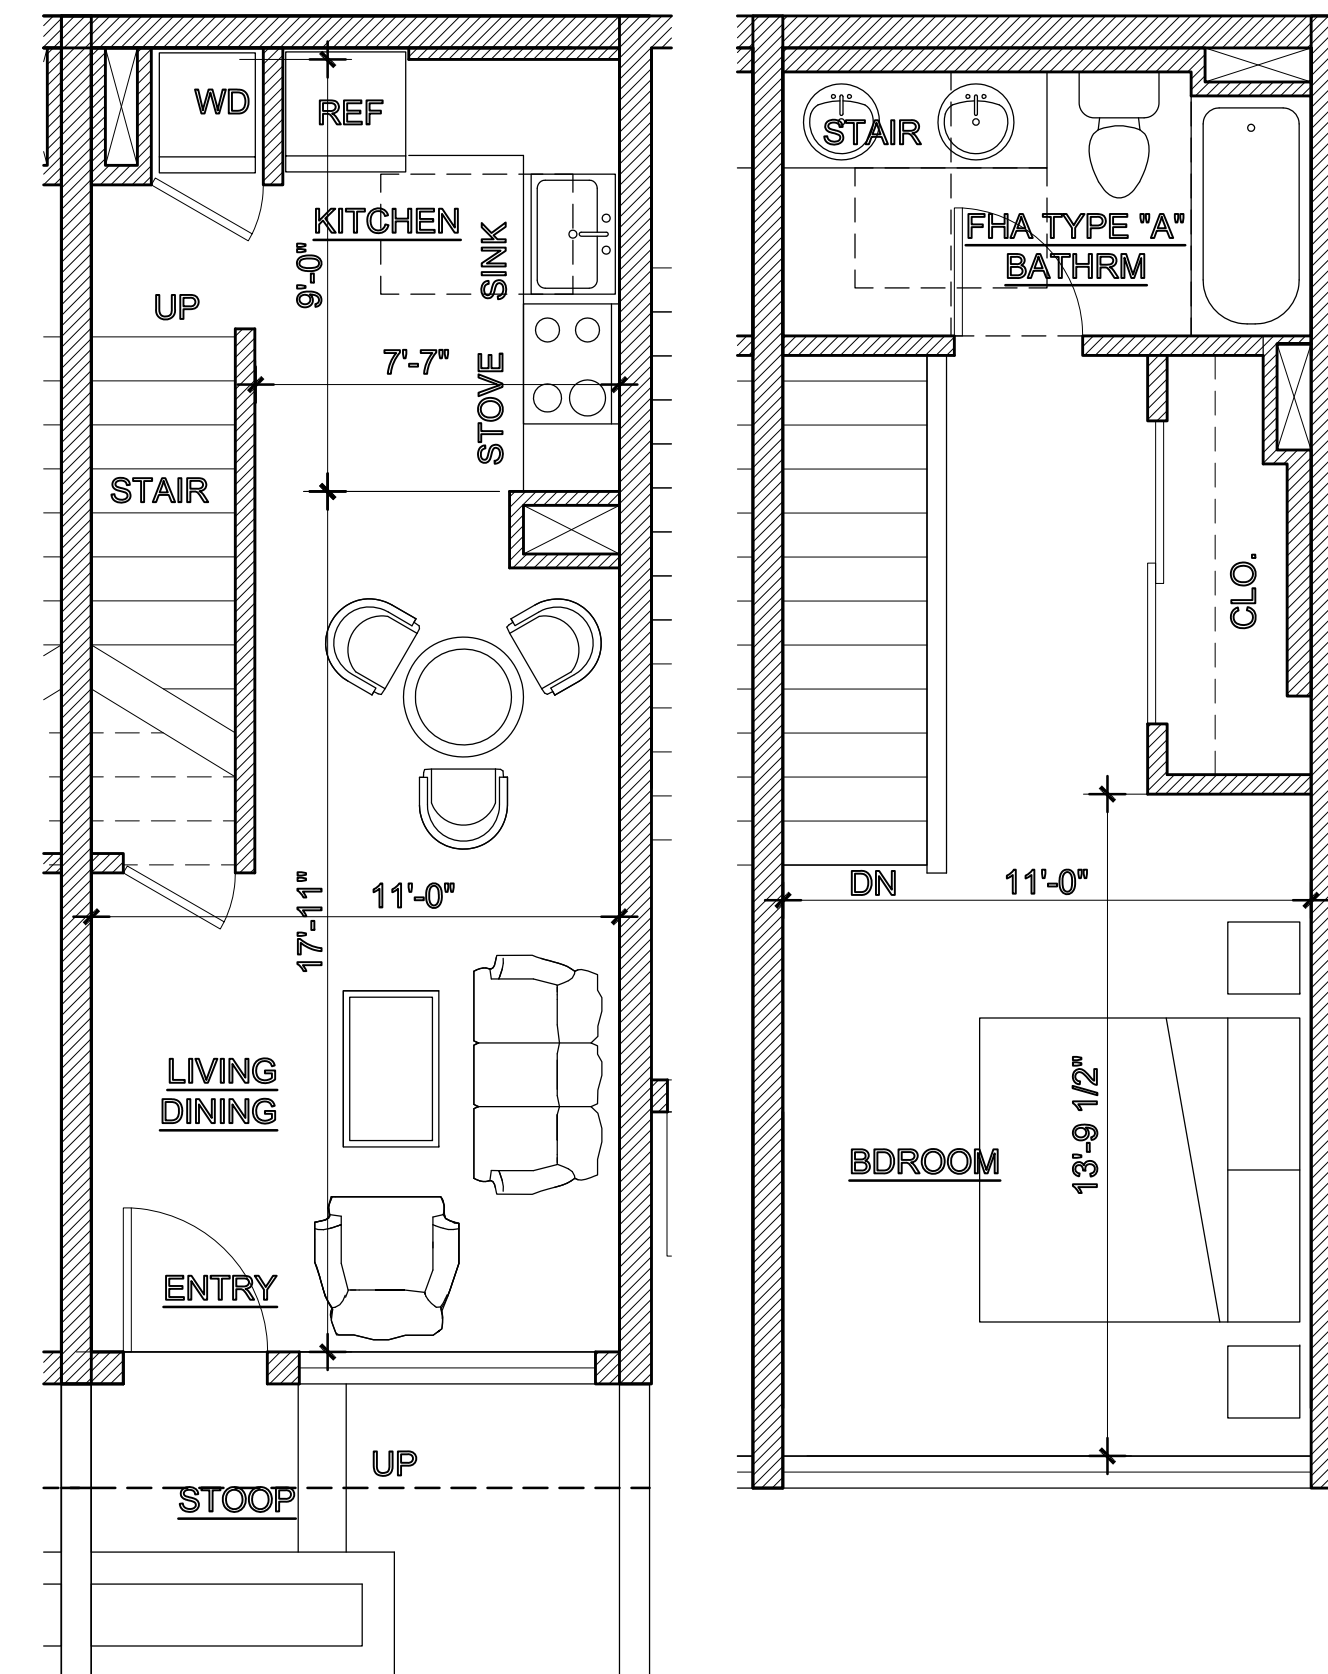 WD
REF
KITCHEN
9'-0"
SINK
UP
7'-7"
STOVE
STAIR
17'-11"
11'-0"
LIVING
DINING
ENTRY
UP
STOOP
STAIR
FHA TYPE "A"
BATHRM
CLO.
DN
11'-0"
13'-9 1/2"
BDROOM